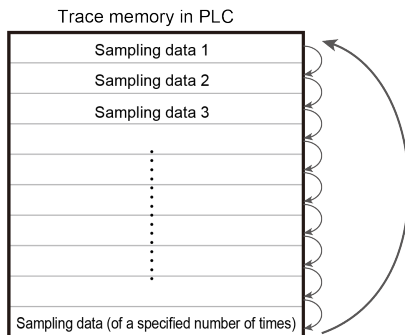 Trace memory in PLC
Sampling data 1
Sampling data 2
Sampling data 3
Sampling data (of a specified number of times)